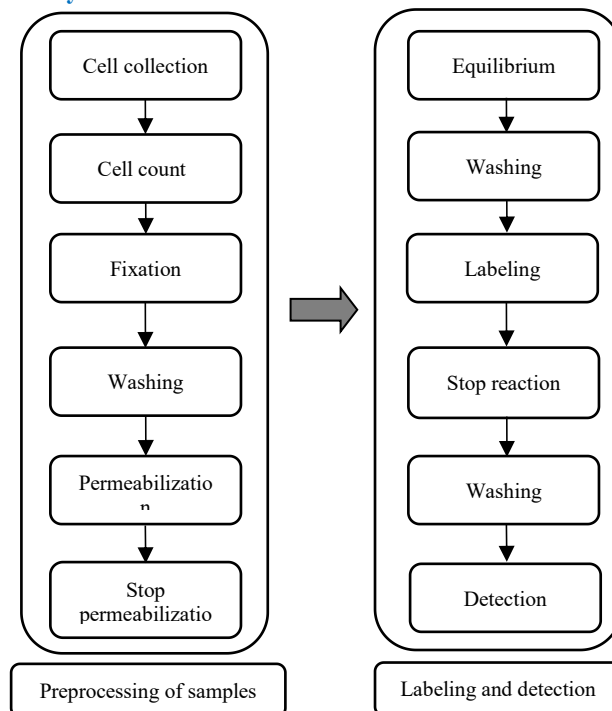 Cell collection
Cell count
Fixation
Washing
Permeabilizatio
n
Stop
permeabilizatio
Preprocessing of samples
Equilibrium
Washing
Labeling
Stop reaction
Washing
Detection
Labeling and detection